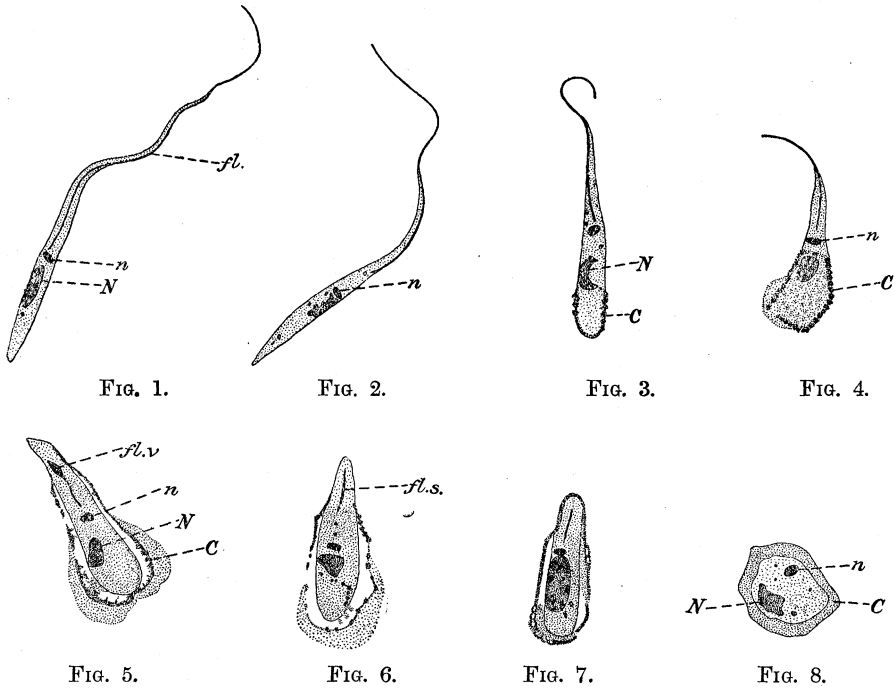 fl.
n
N
n
N
C
n
C
FIG. 1.
FIG. 2.
FIG. 3.
FIG. 4.
fl.v
n
N
C
fl.s.
n
N
C
FIG. 5.
FIG. 6.
FIG. 7.
FIG. 8.